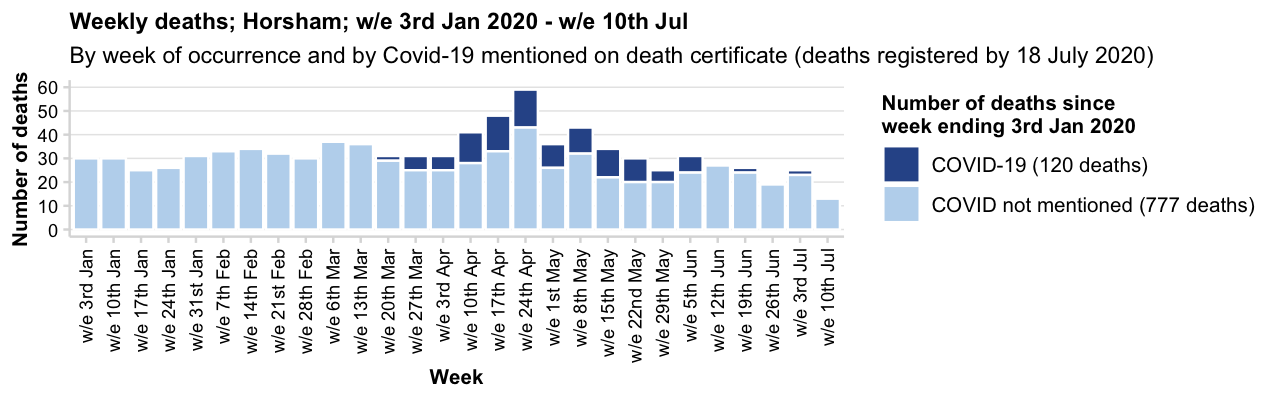 Weekly deaths; Horsham; w/e 3rd Jan 2020 - w/e 10th Jul
By week of occurrence and by Covid-19 mentioned on death certificate (deaths registered by 18 July 2020)
Number of deaths
60
50
40
30
20
10
0
w/e 3rd Jan
w/e 10th Jan
w/e 17th Jan
w/e 24th Jan
w/e 31st Jan
w/e 7th Feb
w/e 14th Feb
w/e 21st Feb
w/e 28th Feb
w/e 6th Mar
w/e 13th Mar
w/e 20th Mar
w/e 27th Mar
w/e 3rd Apr
w/e 10th Apr
w/e 17th Apr
w/e 24th Apr
w/e 1st May
w/e 8th May
w/e 15th May
w/e 22nd May
w/e 29th May
w/e 5th Jun
w/e 12th Jun
w/e 19th Jun
w/e 26th Jun
w/e 3rd Jul
w/e 10th Jul
Week
Number of deaths since
week ending 3rd Jan 2020
COVID-19 (120 deaths)
COVID not mentioned (777 deaths)